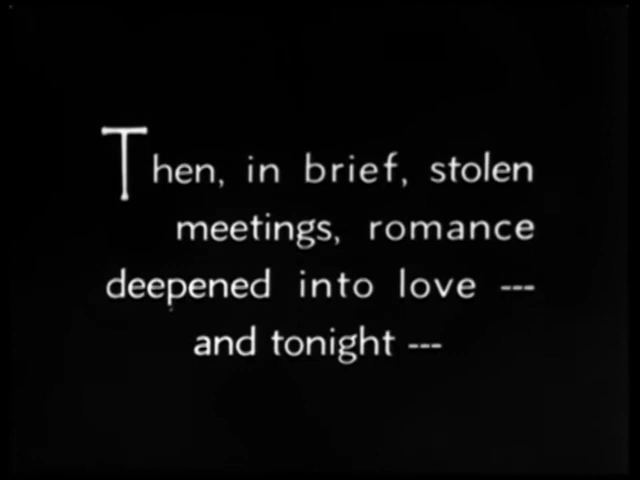 Then, in brief, stolen
meetings, romance
deepened into love ---
and tonight ---